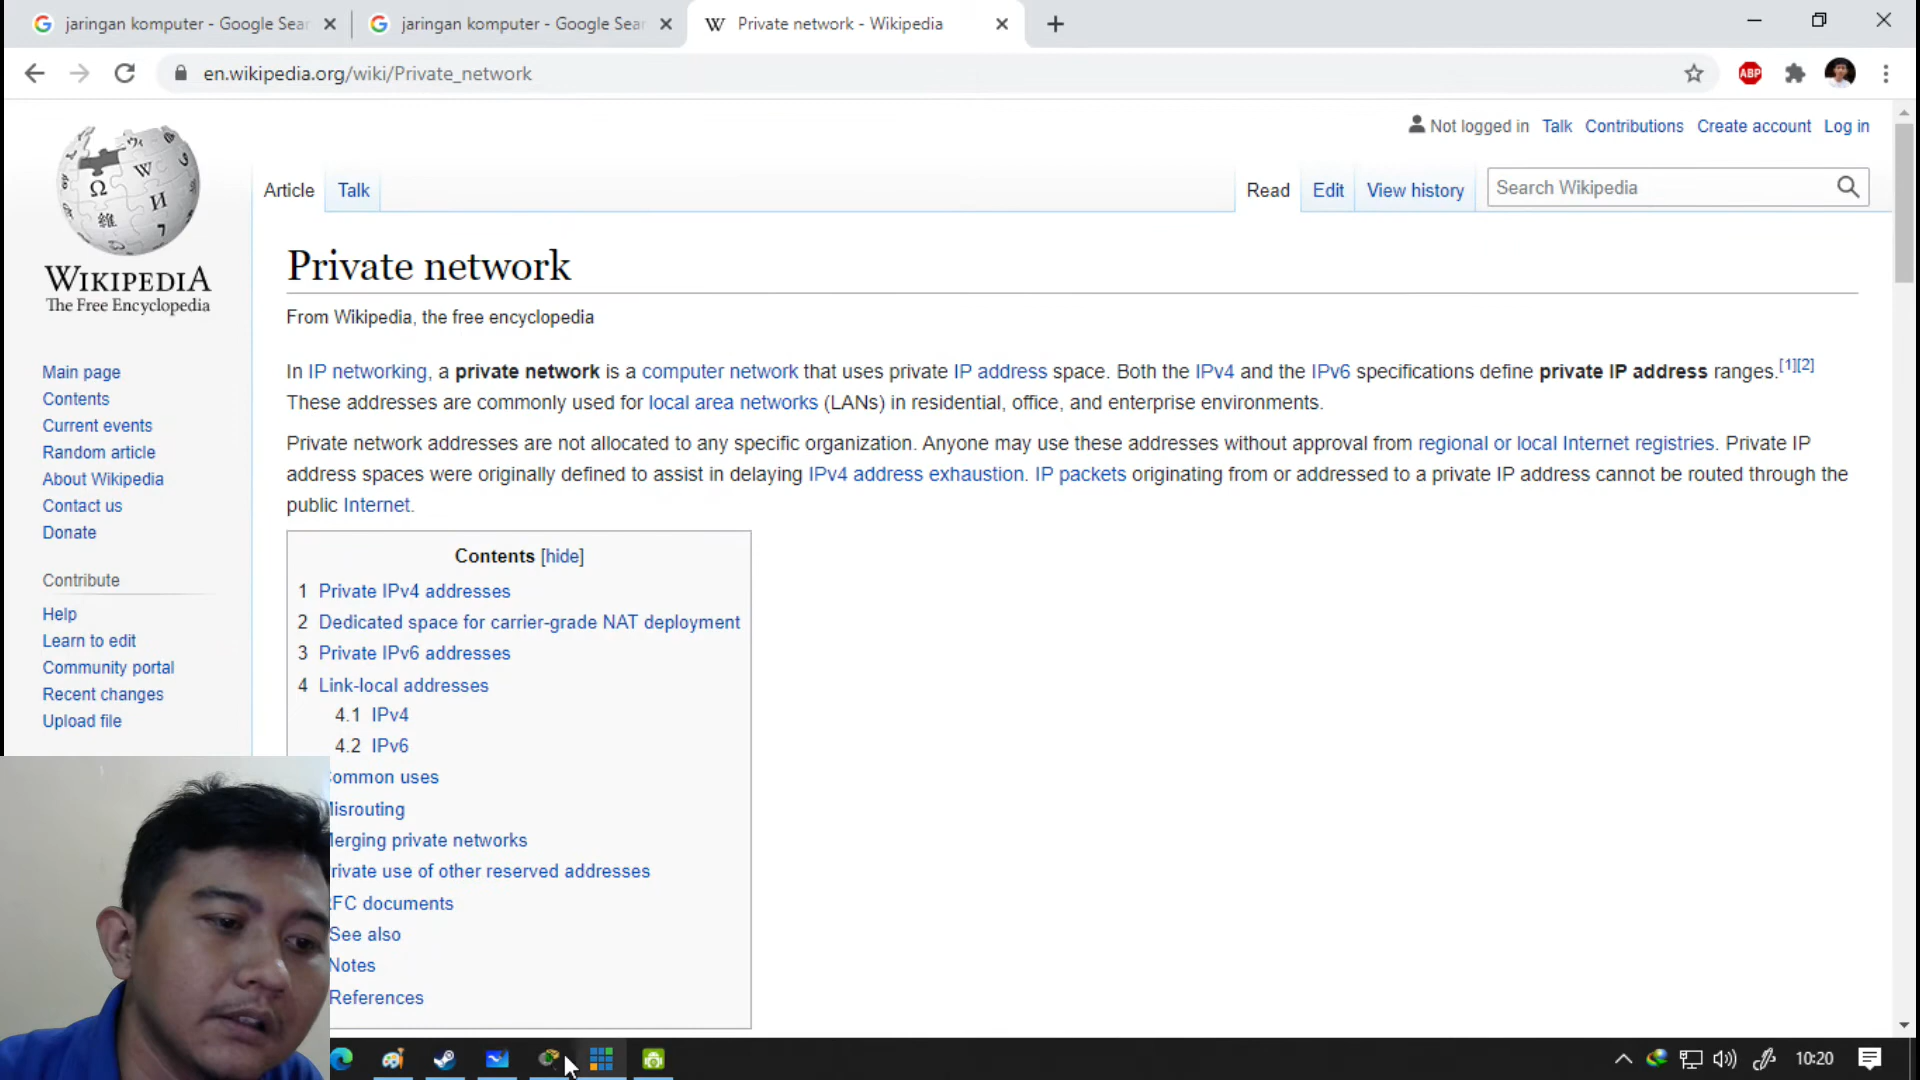 jaringan komputer - Google Sear
jaringan komputer - Google Sear
Private network - Wikipedia
en.wikipedia.org/wiki/Private_network
ABP
Not logged in Talk Contributions Create account Log in
Article Talk Read Edit View history Search Wikipedia
WIKIPEDIA
The Free Encyclopedia
Main page
Contents
Current events
Random article
About Wikipedia
Contact us
Donate
Contribute
Help
Learn to edit
Community portal
Recent changes
Upload file
Private network
From Wikipedia, the free encyclopedia
In IP networking, a private network is a computer network that uses private IP address space. Both the IPv4 and the IPv6 specifications define private IP address ranges.[1][2]
These addresses are commonly used for local area networks (LANs) in residential, office, and enterprise environments.
Private network addresses are not allocated to any specific organization. Anyone may use these addresses without approval from regional or local Internet registries. Private IP
address spaces were originally defined to assist in delaying IPv4 address exhaustion. IP packets originating from or addressed to a private IP address cannot be routed through the
public Internet.
Contents [hide]
1 Private IPv4 addresses
2 Dedicated space for carrier-grade NAT deployment
3 Private IPv6 addresses
4 Link-local addresses
4.1 IPv4
4.2 IPv6
Common uses
Misrouting
Merging private networks
rivate use of other reserved addresses
RFC documents
See also
Notes
References
10:20